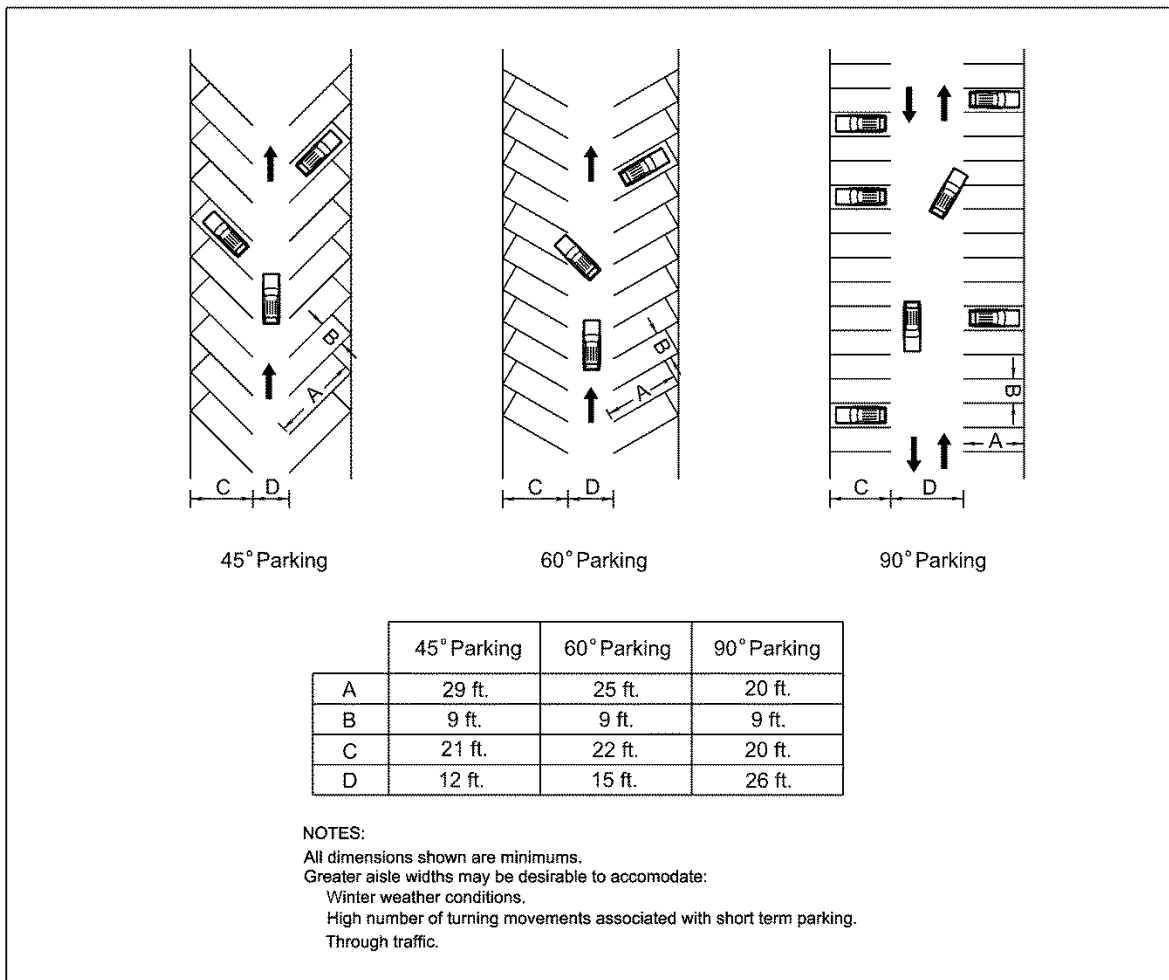 B
A
C
D
B
A
C
D
B
A
C
D
45° Parking
60° Parking
90° Parking
45° Parking 60° Parking 90° Parking
A 29 ft. 25 ft. 20 ft.
B 9 ft. 9 ft. 9 ft.
C 21 ft. 22 ft. 20 ft.
D 12 ft. 15 ft. 26 ft.
NOTES:
All dimensions shown are minimums.
Greater aisle widths may be desirable to accomodate:
Winter weather conditions.
High number of turning movements associated with short term parking.
Through traffic.